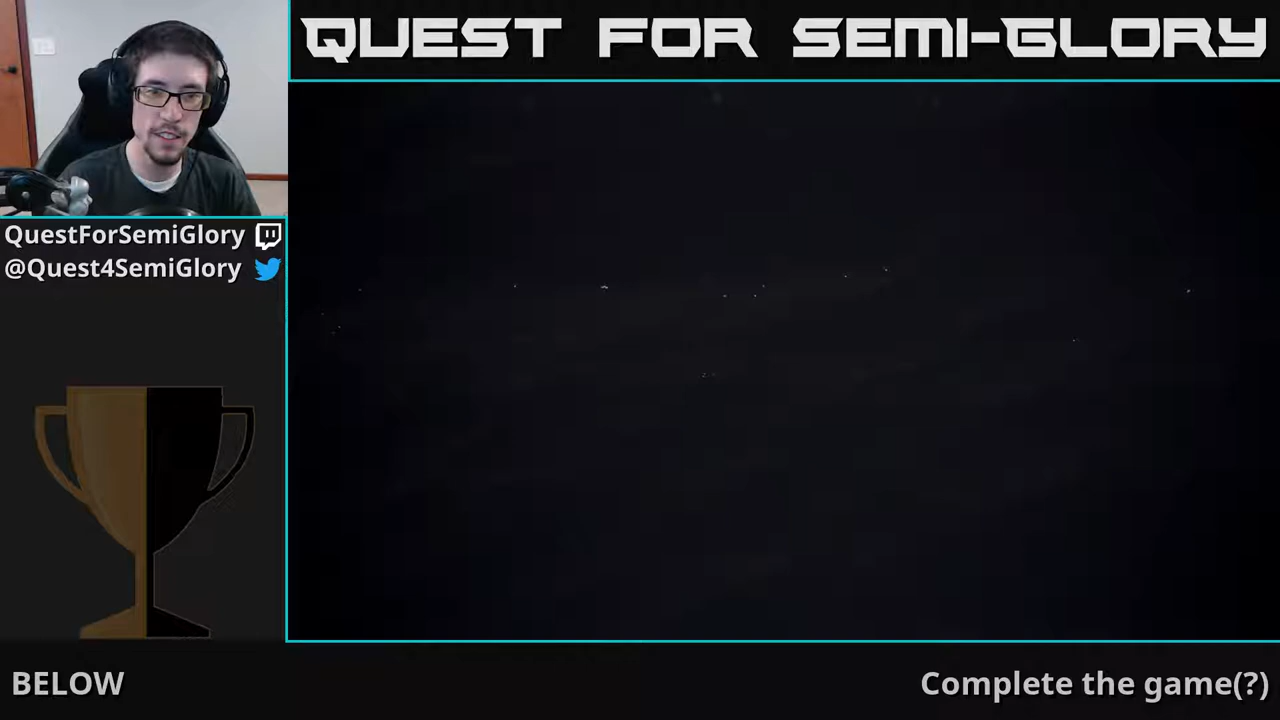 QUEST FOR SEMI-GLORY
QuestForSemiGlory
@Quest4SemiGlory
BELOW
Complete the game(?)